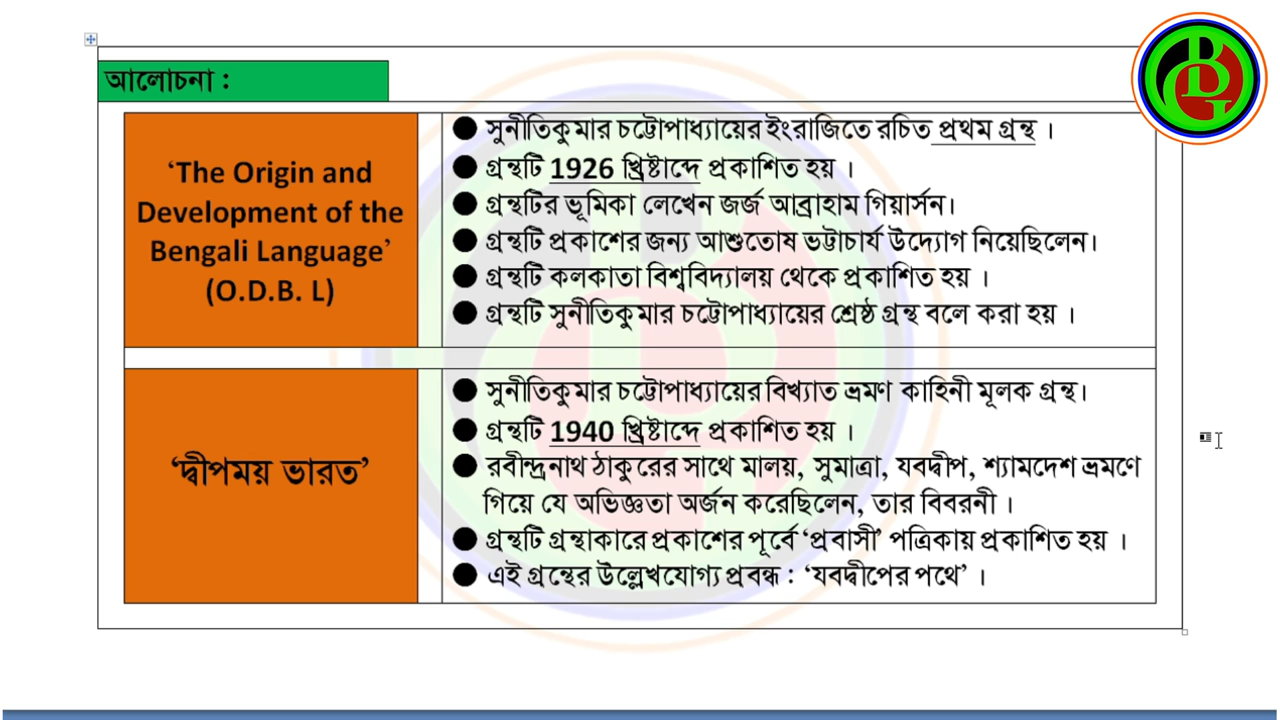 আলোচনা :
‘The Origin and
Development of the
Bengali Language’
(O.D.B. L)
● সুনীতিকুমার চট্টোপাধ্যায়ের ইংরাজিতে রচিত প্রথম গ্রন্থ ।
● গ্রন্থটি 1926 খ্রিষ্টাব্দে প্রকাশিত হয় ।
● গ্রন্থটির ভূমিকা লেখেন জর্জ আব্রাহাম গিয়ার্সন।
● গ্রন্থটি প্রকাশের জন্য আশুতোষ ভট্টাচার্য উদ্যোগ নিয়েছিলেন।
● গ্রন্থটি কলকাতা বিশ্ববিদ্যালয় থেকে প্রকাশিত হয় ।
● গ্রন্থটি সুনীতিকুমার চট্টোপাধ্যায়ের শ্রেষ্ঠ গ্রন্থ বলে করা হয় ।
‘দ্বীপময় ভারত’
● সুনীতিকুমার চট্টোপাধ্যায়ের বিখ্যাত ভ্রমণ কাহিনী মূলক গ্রন্থ।
● গ্রন্থটি 1940 খ্রিষ্টাব্দে প্রকাশিত হয় ।
● রবীন্দ্রনাথ ঠাকুরের সাথে মালয়, সুমাত্রা, যবদ্বীপ, শ্যামদেশ ভ্রমণে
গিয়ে যে অভিজ্ঞতা অর্জন করেছিলেন, তার বিবরনী ।
● গ্রন্থটি গ্রন্থাকারে প্রকাশের পূর্বে ‘প্রবাসী’ পত্রিকায় প্রকাশিত হয় ।
● এই গ্রন্থের উল্লেখযোগ্য প্রবন্ধ : ‘যবদ্বীপের পথে’ ।